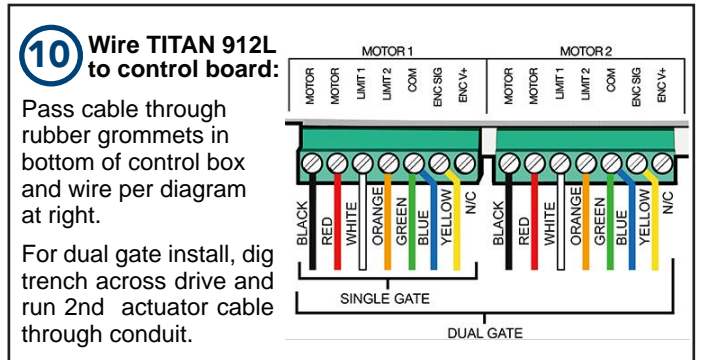 10
Wire TITAN 912L
to control board:
Pass cable through
rubber grommets in
bottom of control box
and wire per diagram
at right.
For dual gate install, dig
trench across drive and
run 2nd actuator cable
through conduit.
MOTOR 1 MOTOR 2
MOTOR MOTOR LIMIT 1 LIMIT 2 COM ENC SIG ENC V+ MOTOR MOTOR LIMIT 1 LIMIT 2 COM ENC SIG ENC V+
BLACK RED WHITE ORANGE GREEN BLUE YELLOW N/C BLACK RED WHITE ORANGE GREEN BLUE YELLOW N/C
SINGLE GATE
DUAL GATE